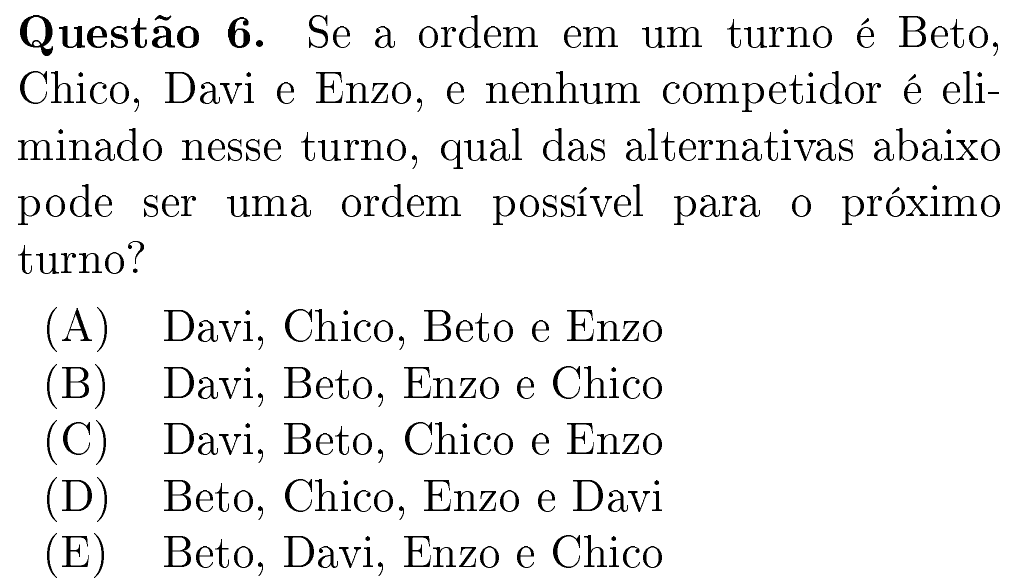 Questão 6. Se a ordem em um turno é Beto,
Chico, Davi e Enzo, e nenhum competidor é eli-
minado nesse turno, qual das alternativas abaixo
pode ser uma ordem possível para o próximo
turno?
(A) Davi, Chico, Beto e Enzo
(B) Davi, Beto, Enzo e Chico
(C) Davi, Beto, Chico e Enzo
(D) Beto, Chico, Enzo e Davi
(E) Beto, Davi, Enzo e Chico